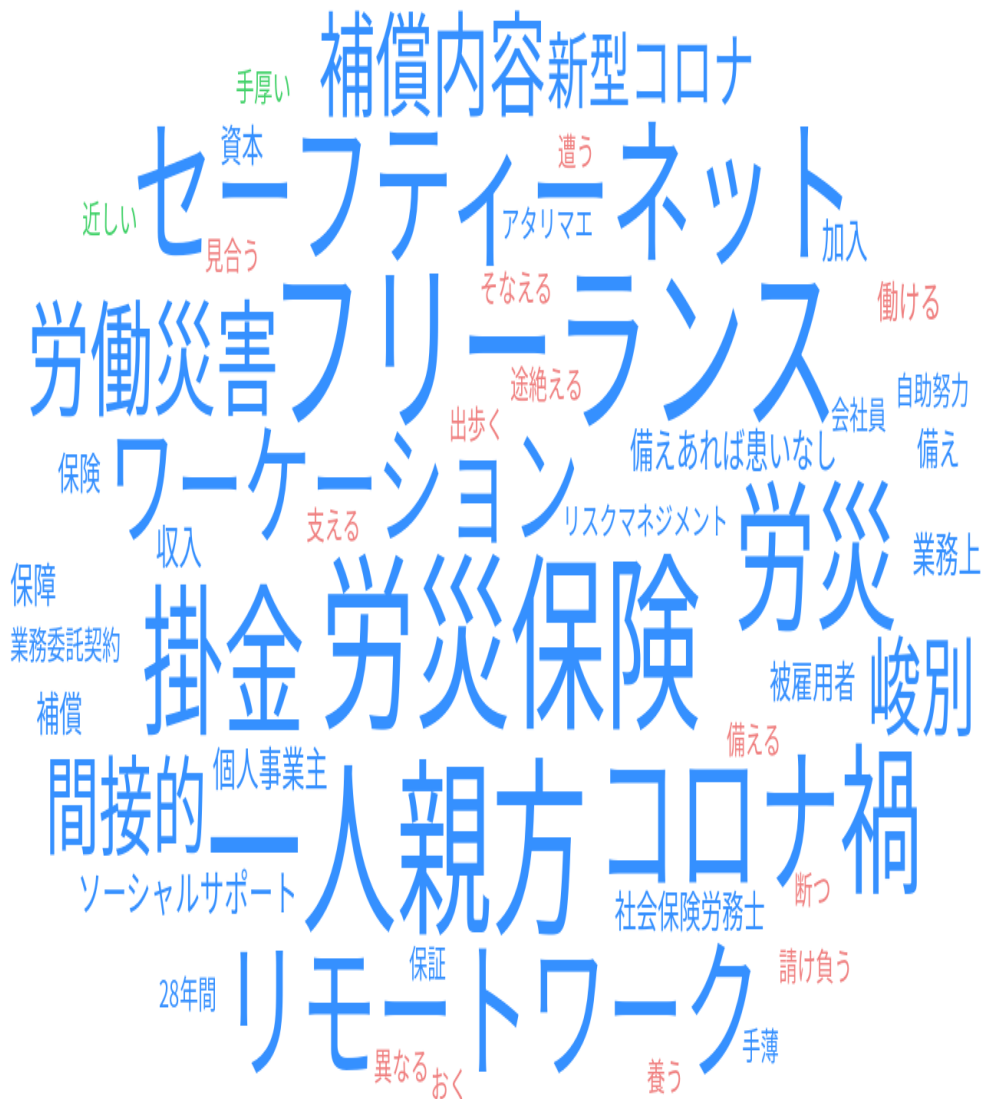 補償内容
新型コロナ
手厚い
資本
セーフティーネット
遭う
近しい
アタリマエ
加入
見合う
そなえる
働ける
労働災害
フリーランス
途絶える
自助努力
出歩く
会社員
保険
ワーケーション
備えあれば患いなし
備え
支える
リスクマネジメント
労災
収入
業務上
保障
掛金
労災保険
業務委託契約
被雇用者
峻別
補償
備える
間接的
個人事業主
一人親方
コロナ禍
ソーシャルサポート
断つ
社会保険労務士
28年間
リモートワーク
保証
請け負う
手薄
異なる
おく
養う